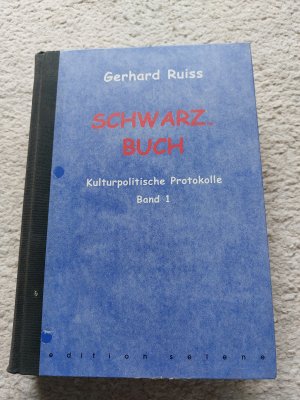 Gerhard Ruiss
SCHWARZ
BUCH
Kulturpolitische Protokolle
Band 1
edition selene